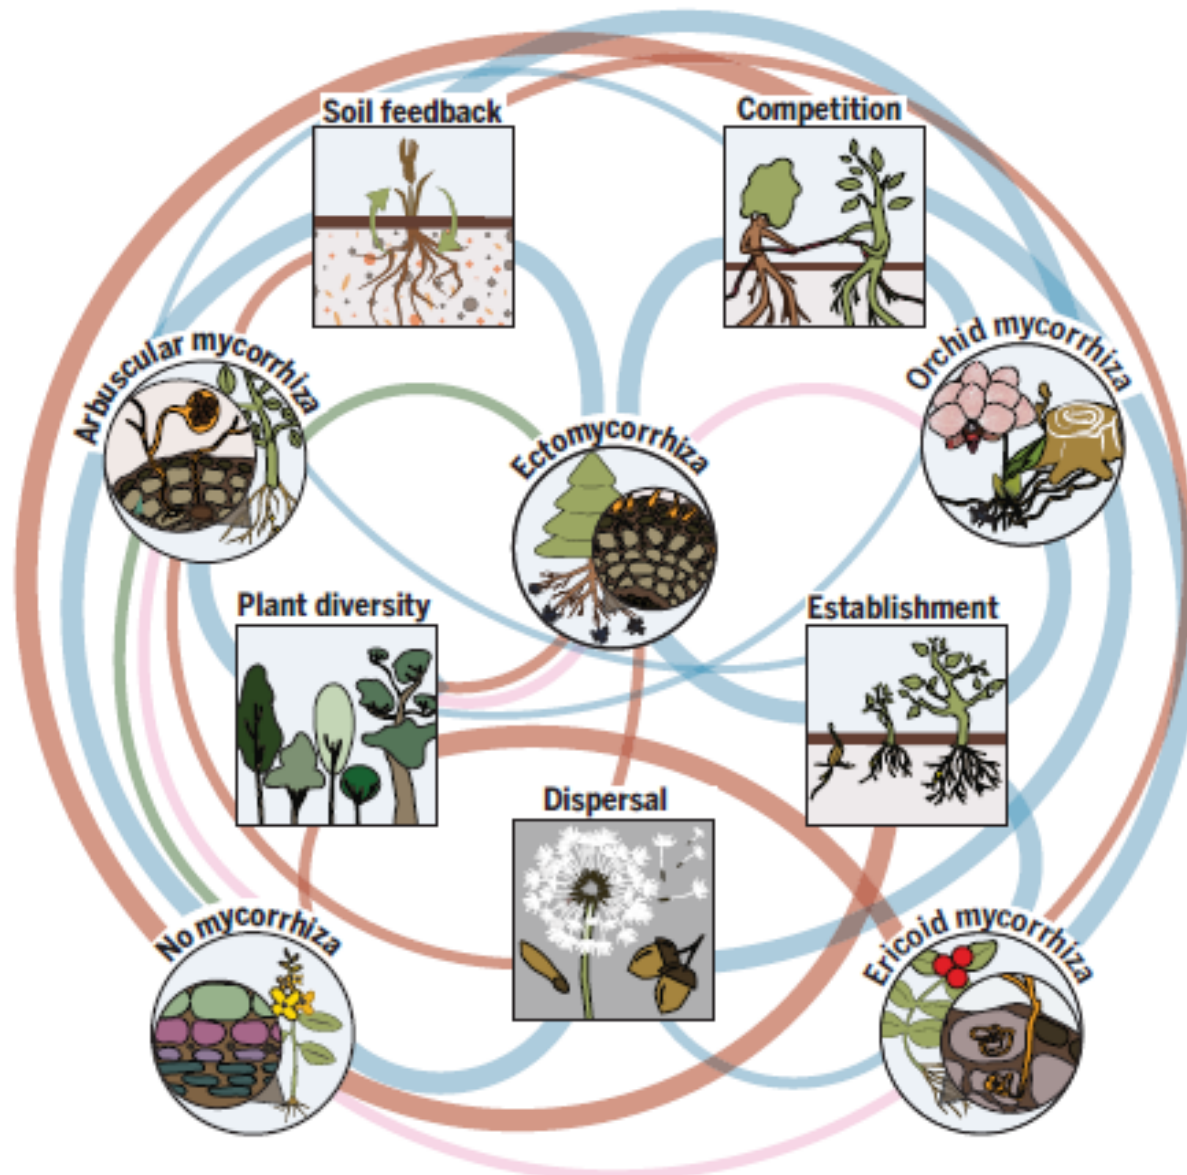 Soil feedback
Competition
Arbuscular mycorrhiza
Ectomycorrhiza
Orchid mycorrhiza
Plant diversity
Establishment
Dispersal
No mycorrhiza
Ericoid mycorrhiza